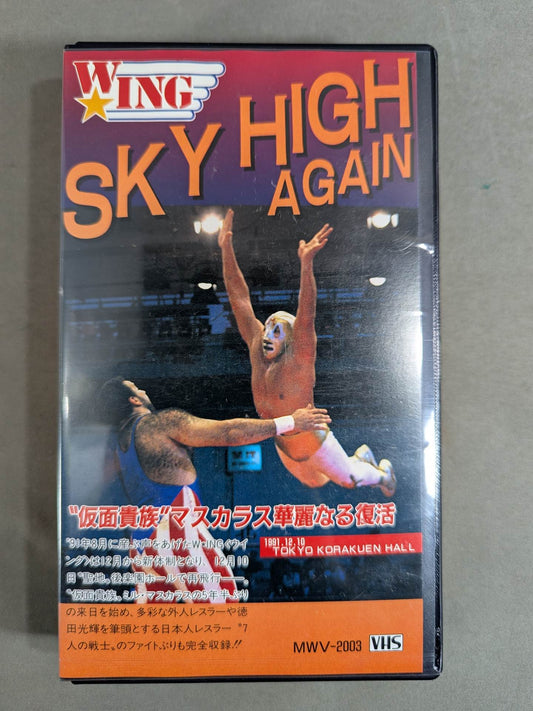 W★ING
SKY HIGH
AGAIN
"仮面貴族"マスカラス華麗なる復活
1991.12.10
TOKYO KORAKUEN HALL
'91年8月に産ぶ声をあげたW★ING〈ウイ
ング〉は12月から新体制となり、12月10
日〝聖地〟後楽園ホールで再飛行━━。
〝仮面貴族〟ミル・マスカラスの5年半ぶり
の来日を始め、多彩な外人レスラーや徳
田光輝を筆頭とする日本人レスラー〝7
人の戦士〟のファイトぶりも完全収録!!
MWV-2003 VHS